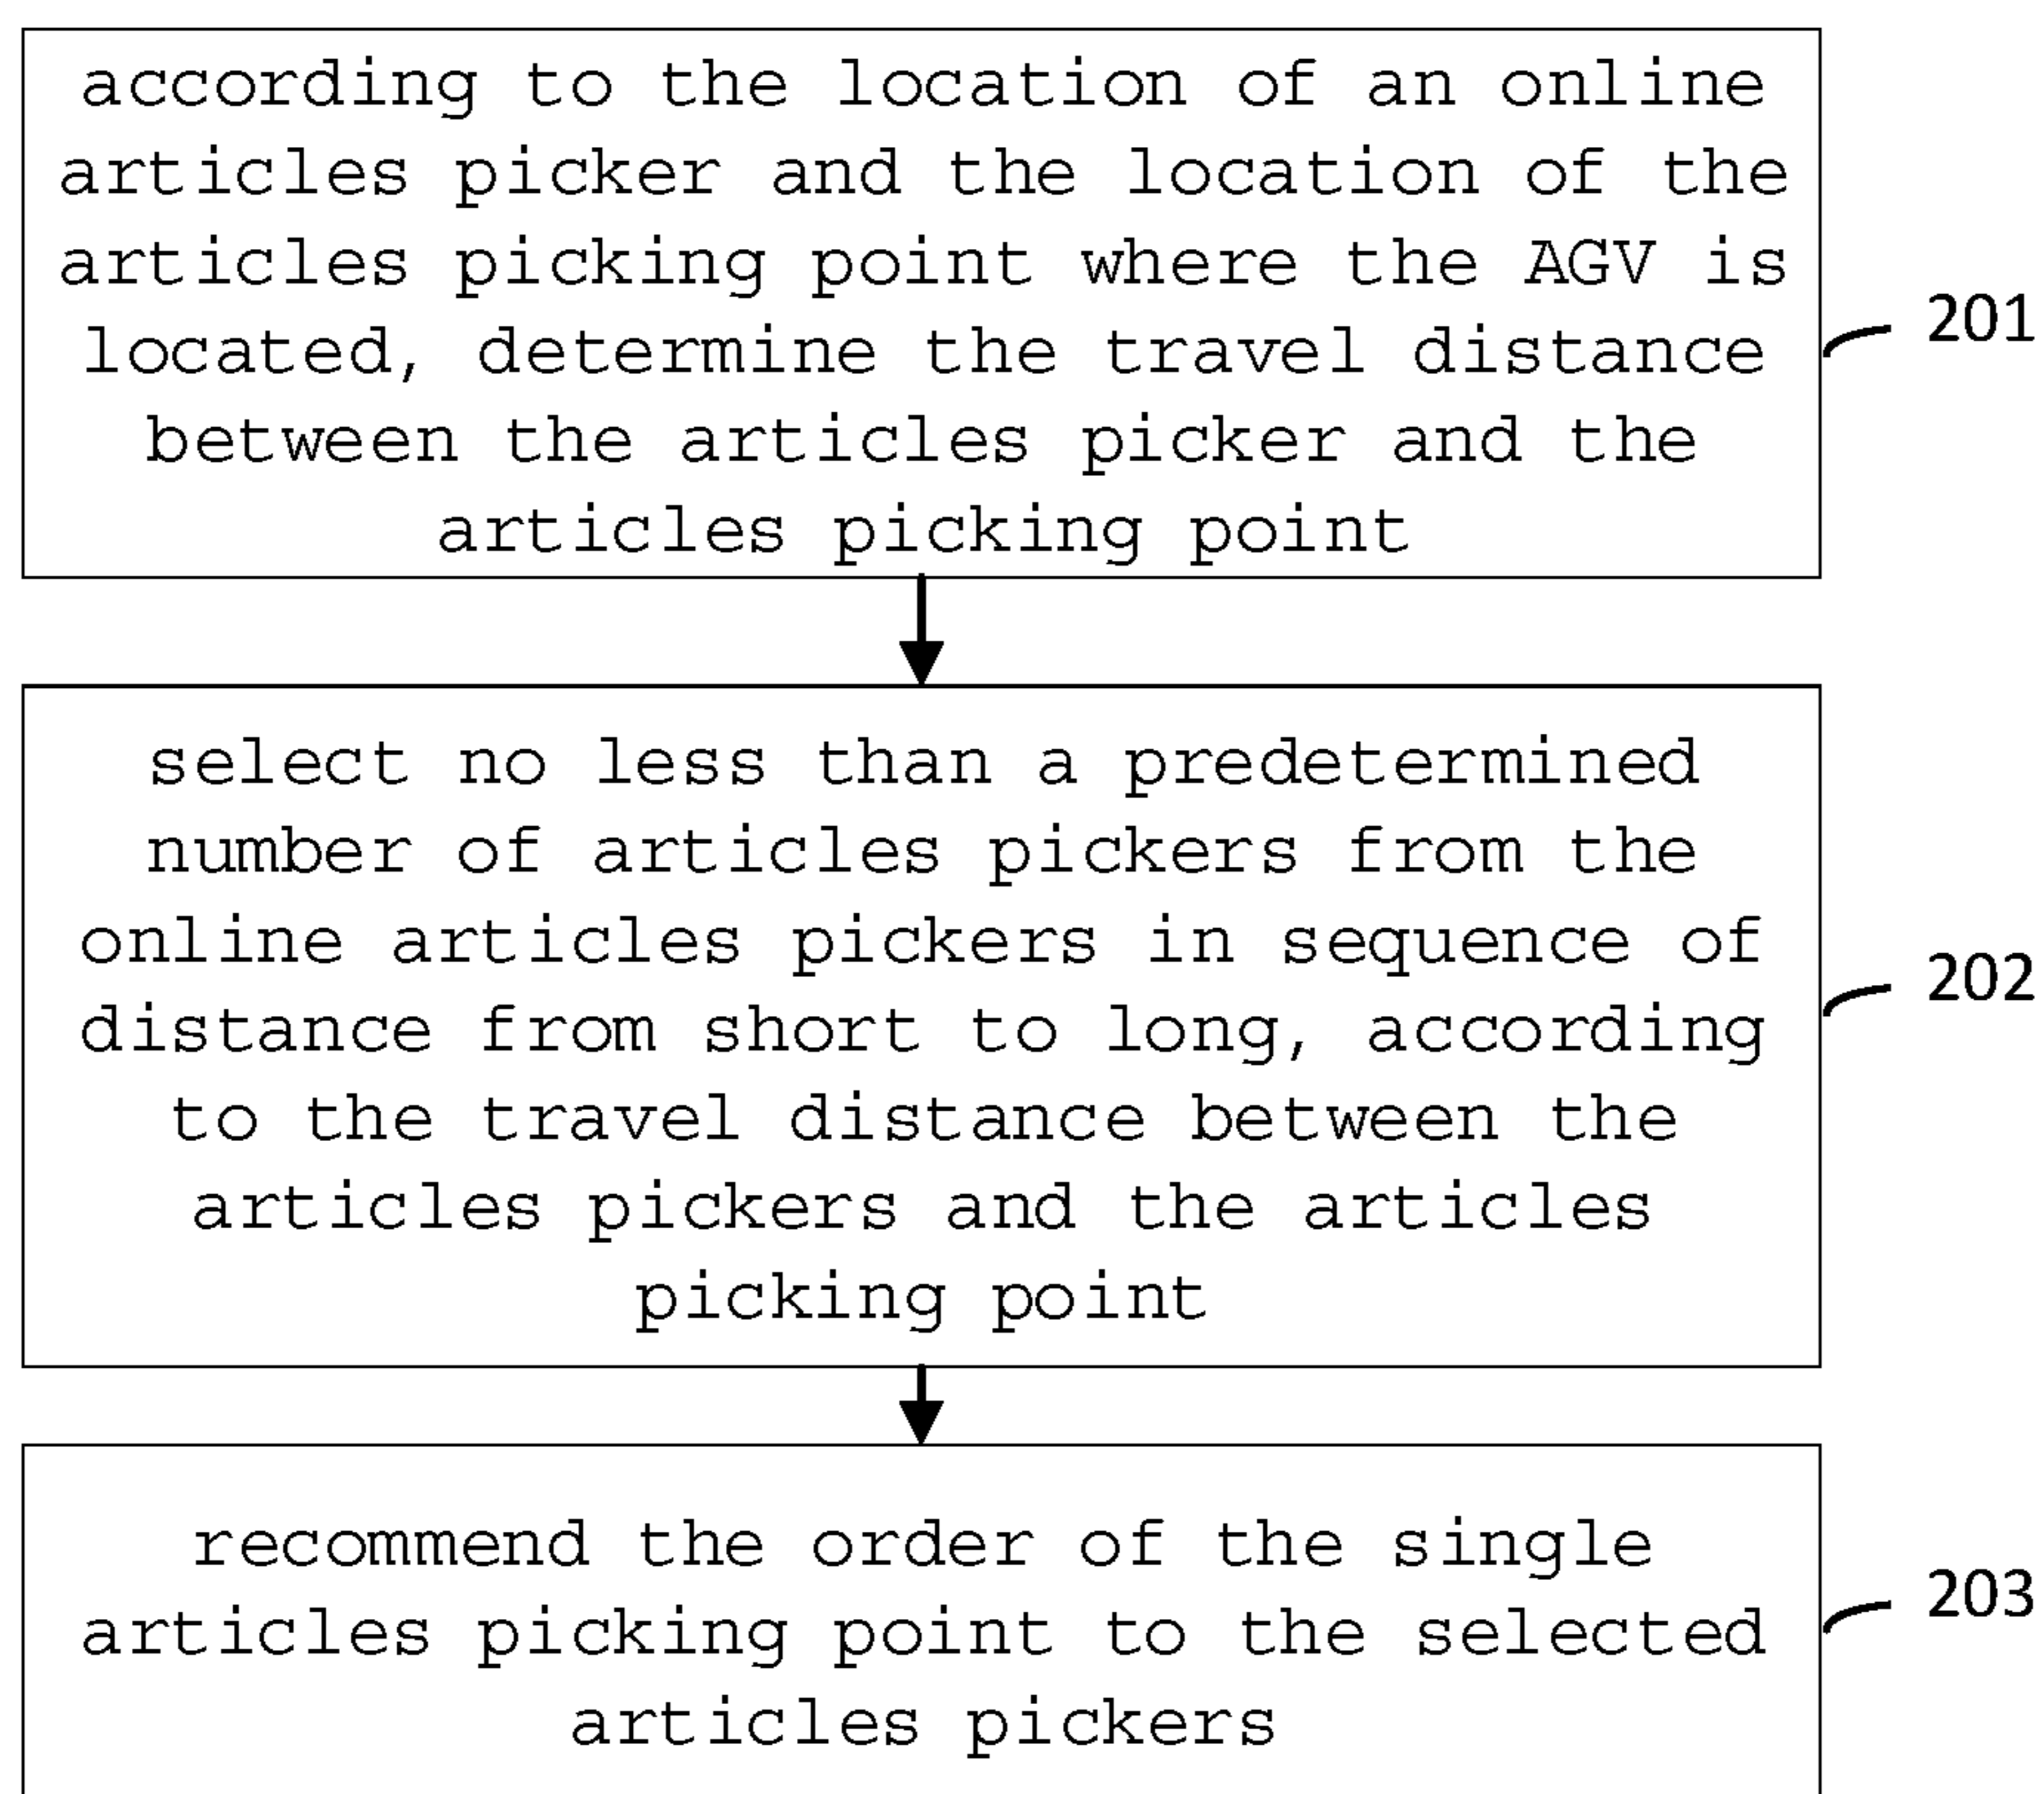 according to the location of an online
articles picker and the location of the
articles picking point where the AGV is
located, determine the travel distance
between the articles picker and the
articles picking point
201
select no less than a predetermined
number of articles pickers from the
online articles pickers in sequence of
distance from short to long, according
to the travel distance between the
articles pickers and the articles
picking point
202
recommend the order of the single
articles picking point to the selected
articles pickers
203